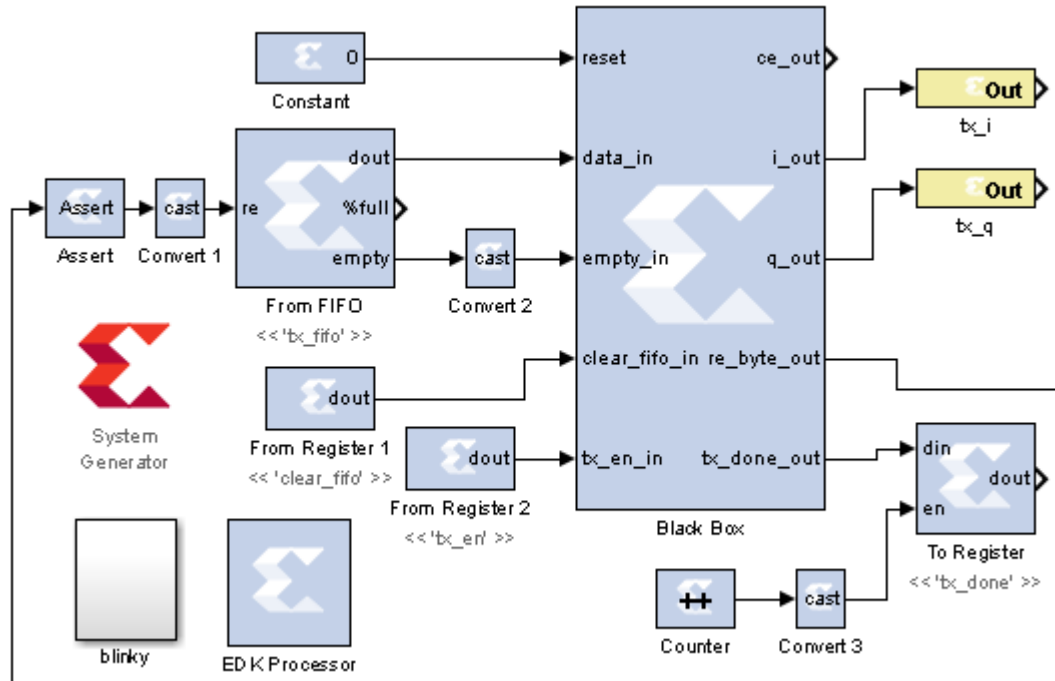 0
Constant
reset
ce_out
Out
tx_i
dout
data_in
i_out
Out
tx_q
Assert
cast
re
%full
Assert
Convert 1
empty
cast
empty_in
q_out
From FIFO
Convert 2
<< 'tx_fifo' >>
System
Generator
dout
clear_fifo_in
re_byte_out
From Register 1
<< 'clear_fifo' >>
dout
tx_en_in
tx_done_out
din
dout
en
From Register 2
<< 'tx_en' >>
Black Box
To Register
<< 'tx_done' >>
cast
Counter
Convert 3
blinky
EDK Processor